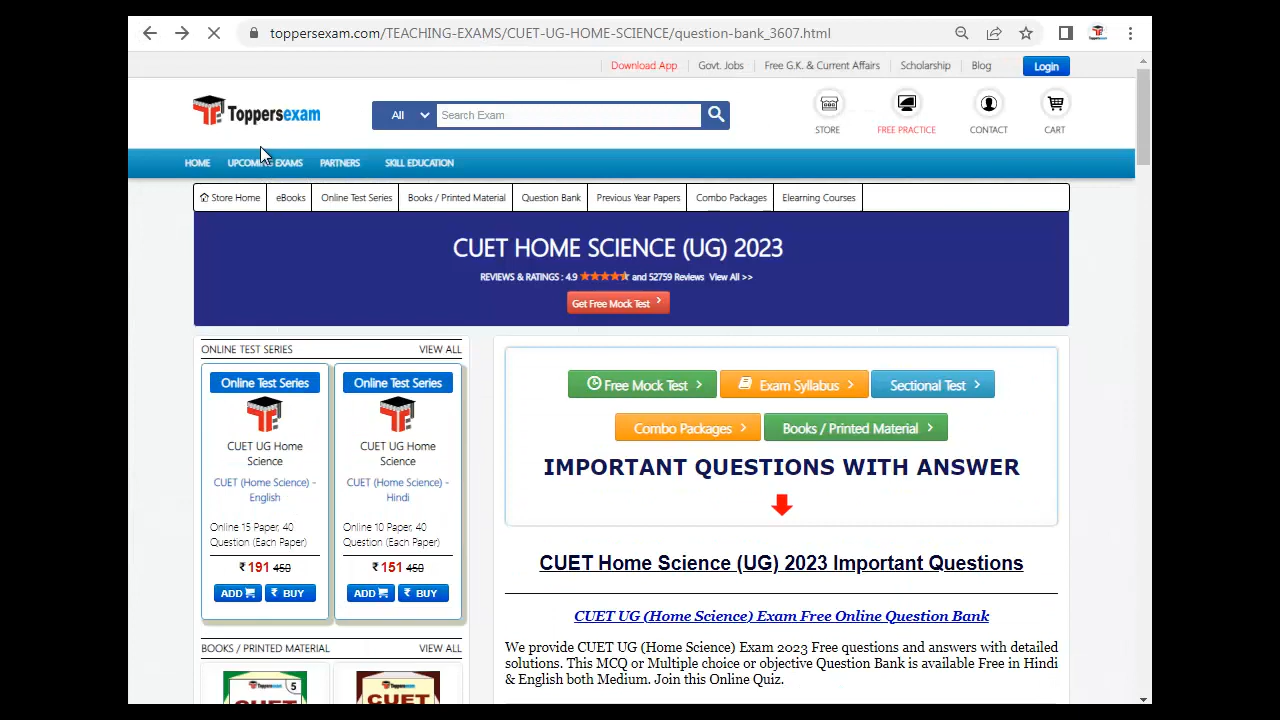 toppersexam.com/TEACHING-EXAMS/CUET-UG-HOME-SCIENCE/question-bank_3607.html
Download App Govt. Jobs Free G.K. & Current Affairs Scholarship Blog Login
Toppersexam All Search Exam
STORE FREE PRACTICE CONTACT CART
HOME UPCOMING EXAMS PARTNERS SKILL EDUCATION
Store Home eBooks Online Test Series Books / Printed Material Question Bank Previous Year Papers Combo Packages Elearning Courses
CUET HOME SCIENCE (UG) 2023
REVIEWS & RATINGS : 4.9 and 52759 Reviews View All >>
Get Free Mock Test
ONLINE TEST SERIES VIEW ALL
Online Test Series
CUET UG Home
Science
CUET (Home Science) -
English
Online 15 Paper, 40
Question (Each Paper)
₹ 191 450
ADD ₹ BUY
Online Test Series
CUET UG Home
Science
CUET (Home Science) -
Hindi
Online 10 Paper, 40
Question (Each Paper)
₹ 151 450
ADD ₹ BUY
BOOKS / PRINTED MATERIAL VIEW ALL
Toppersexam 5
CUET
Toppersexam
CUET
Free Mock Test Exam Syllabus Sectional Test
Combo Packages Books / Printed Material
IMPORTANT QUESTIONS WITH ANSWER
CUET Home Science (UG) 2023 Important Questions
CUET UG (Home Science) Exam Free Online Question Bank
We provide CUET UG (Home Science) Exam 2023 Free questions and answers with detailed
solutions. This MCQ or Multiple choice or objective Question Bank is available Free in Hindi
& English both Medium. Join this Online Quiz.